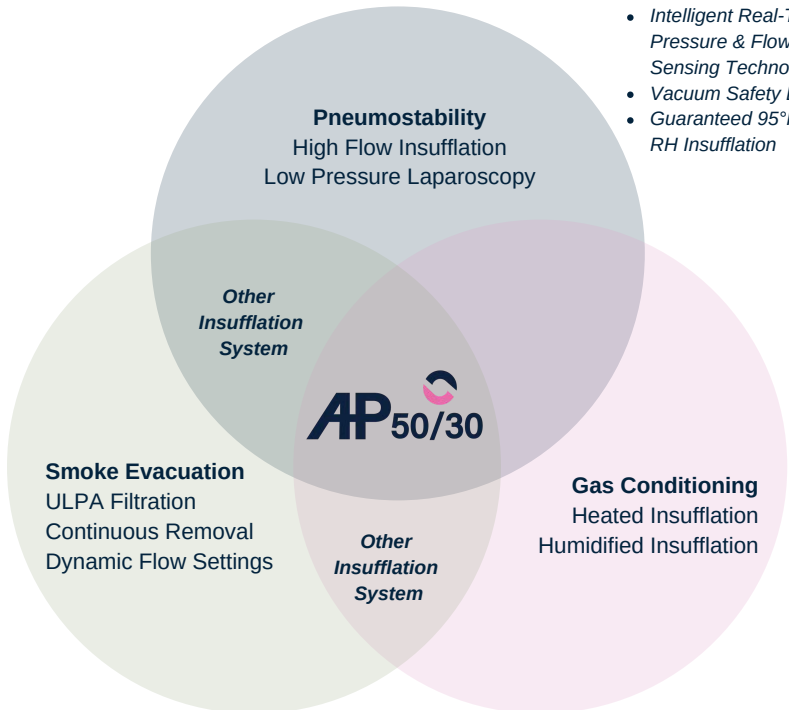 • Intelligent Real-
Pressure & Flow
Sensing
• Vacuum Safety
• Guaranteed
RH Insufflation
Pneumostability
High Flow Insufflation
Low Pressure Laparoscopy
Other
Insufflation
System
AP 50/30
Smoke Evacuation
ULPA Filtration
Continuous Removal
Dynamic Flow Settings
Gas Conditioning
Heated Insufflation
Humidified Insufflation
Other
Insufflation
System